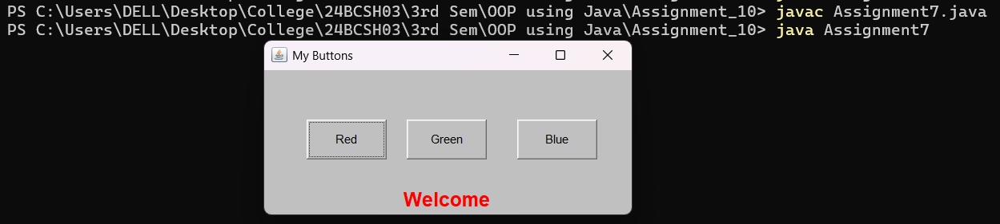 PS C:\Users\DELL\Desktop\College\24BCSH03\3rd Sem\OOP using Java\Assignment_10> javac Assignment7.java
PS C:\Users\DELL\Desktop\College\24BCSH03\3rd Sem\OOP using Java\Assignment_10> java Assignment7
My Buttons
Red Green Blue
Welcome